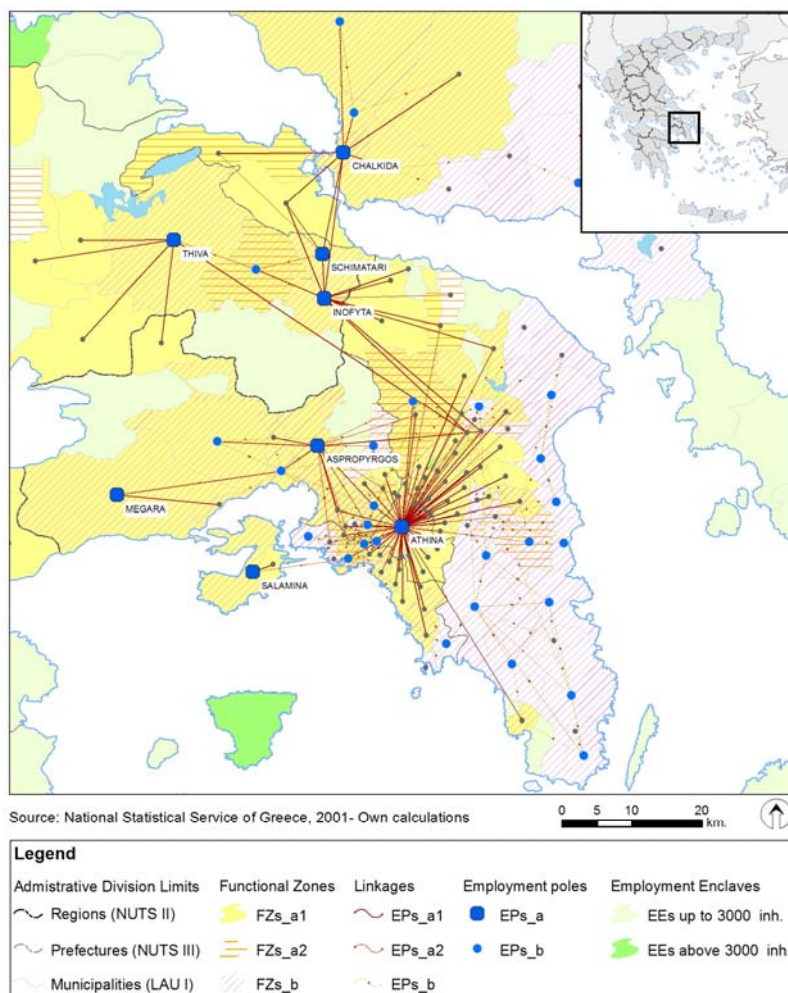 CHALKIDA
THIVA
SCHIMATARI
INOFYTA
ASPROPYRGOS
MEGARA
ATHINA
SALAMINA
Source: National Statistical Service of Greece, 2001- Own calculations
0 5 10 20
km.
Legend
Admistrative Division Limits Functional Zones Linkages Employment poles Employment Enclaves
Regions (NUTS II) FZs_a1 EPs_a1 EPs_a EEs up to 3000 inh.
Prefectures (NUTS III) FZs_a2 EPs_a2 EPs_b EEs above 3000 inh.
Municipalities (LAU I) FZs_b EPs_b